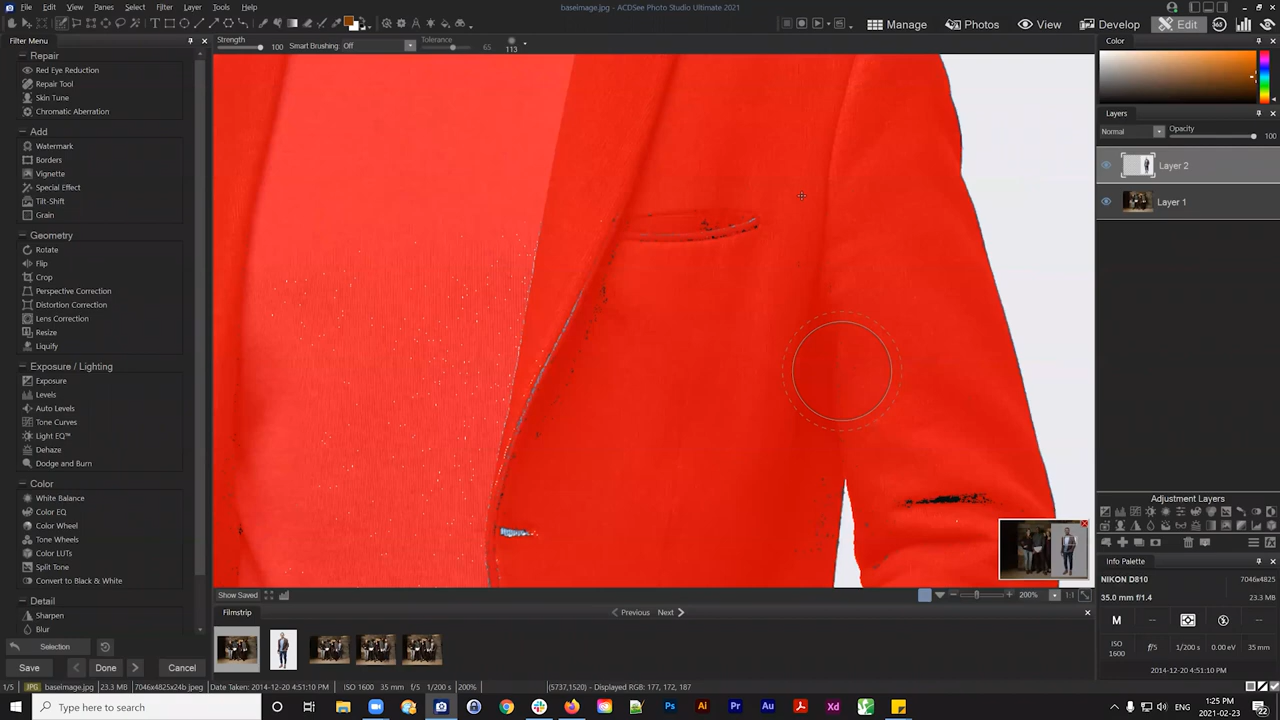 baseimage.jpg - ACDSee Photo Studio Ultimate 2021
File Edit View Panes Select Filter Layer Tools Help
Manage Photos View Develop Edit
Filter Menu
Strength 100 Smart Brushing: Off Tolerance 65 113
Repair
Red Eye Reduction
Repair Tool
Skin Tune
Chromatic Aberration
Add
Watermark
Borders
Vignette
Special Effect
Tilt-Shift
Grain
Geometry
Rotate
Flip
Crop
Perspective Correction
Distortion Correction
Lens Correction
Resize
Liquify
Exposure / Lighting
Exposure
Levels
Auto Levels
Tone Curves
Light EQ™
Dehaze
Dodge and Burn
Color
White Balance
Color EQ
Color Wheel
Tone Wheels
Color LUTs
Split Tone
Convert to Black & White
Detail
Sharpen
Blur
Selection
Save Done Cancel
Color
Layers
Normal Opacity 100
Layer 2
Layer 1
Adjustment Layers
Info Palette
NIKON D810 7046x4825
23.3 MB
35.0 mm f/1.4
M -- --
ISO 1600 f/5 1/200 s 0.00 eV 35 mm
2014-12-20 4:51:10 PM
Show Saved 200% 1:1
Filmstrip Previous Next
1/5 JPG baseimage.jpg 23.3 MB 7046x4825x24b jpeg Date Taken: 2014-12-20 4:51:10 PM ISO 1600 35 mm f/5 1/200 s 200% (5737,1520) - Displayed RGB: 177, 172, 187
Type here to search
Ps Ai Pr Au Xd
ENG
1:25 PM
2021-02-23